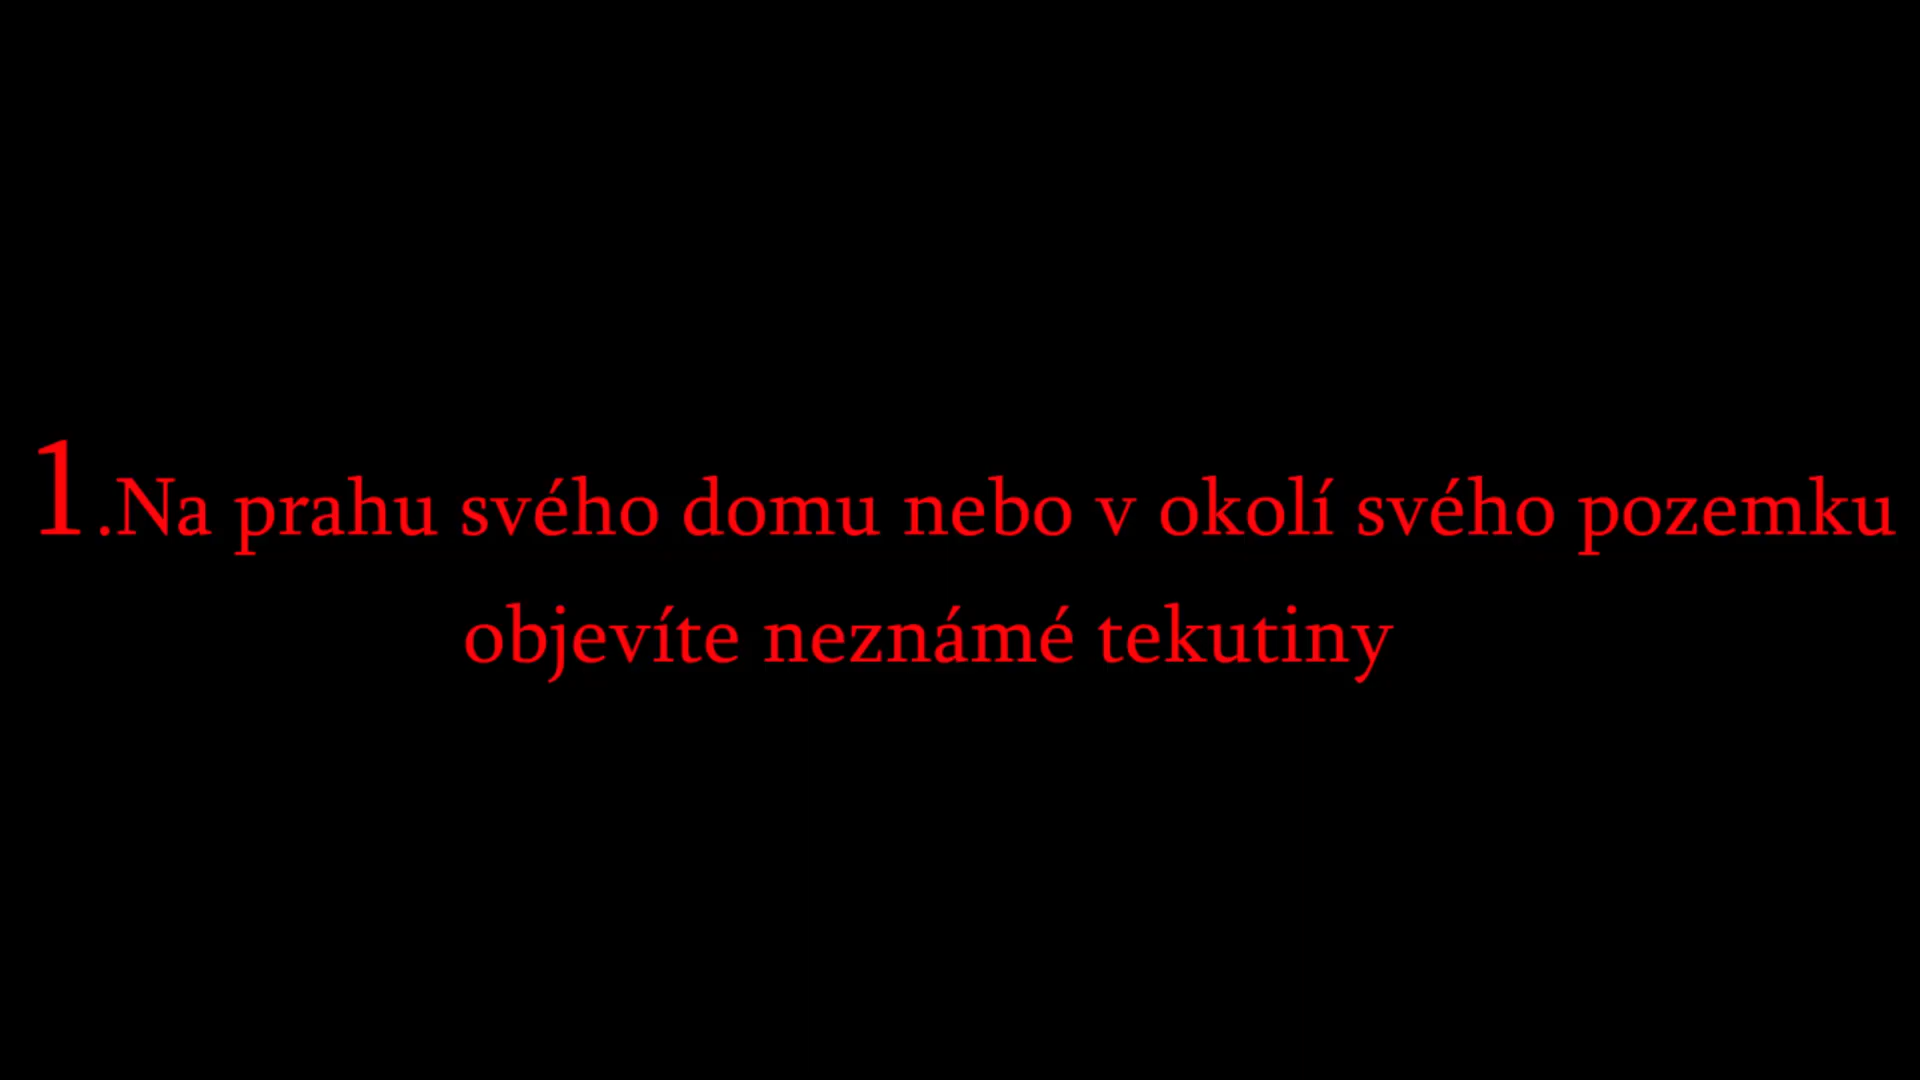 1.Na prahu svého domu nebo v okolí svého pozemku
objevíte neznámé tekutiny